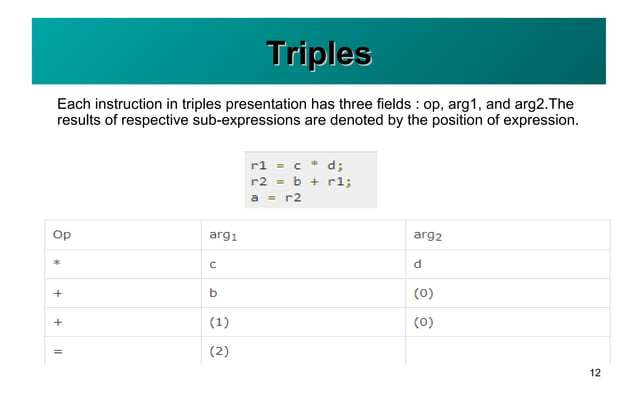 Triples
Each instruction in triples presentation has three fields : op, arg1, and arg2.The
results of respective sub-expressions are denoted by the position of expression.
r1 = c * d;
r2 = b + r1;
a = r2
Op arg1 arg2
* c d
+ b (0)
+ (1) (0)
= (2)
12